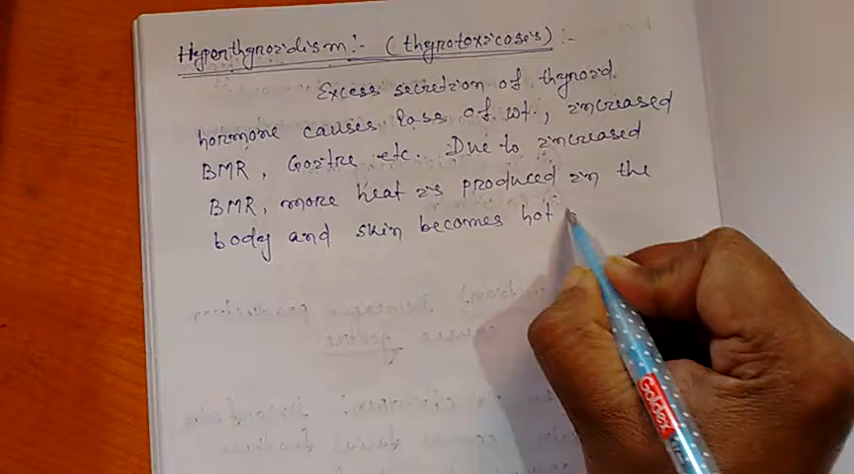 Hyperthyroidism :- (thyrotoxicosis) :-
Excess secretion of thyroid
hormone causes loss of wt., increased
BMR, Goitre etc. Due to increased
BMR, more heat is produced in the
body and skin becomes hot
Goldex